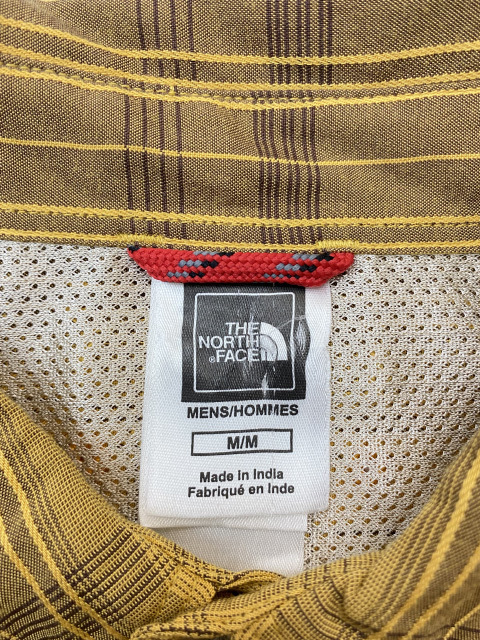 THE
NORTH
FACE
MENS/HOMMES
M/M
Made in India
Fabriqué en Inde